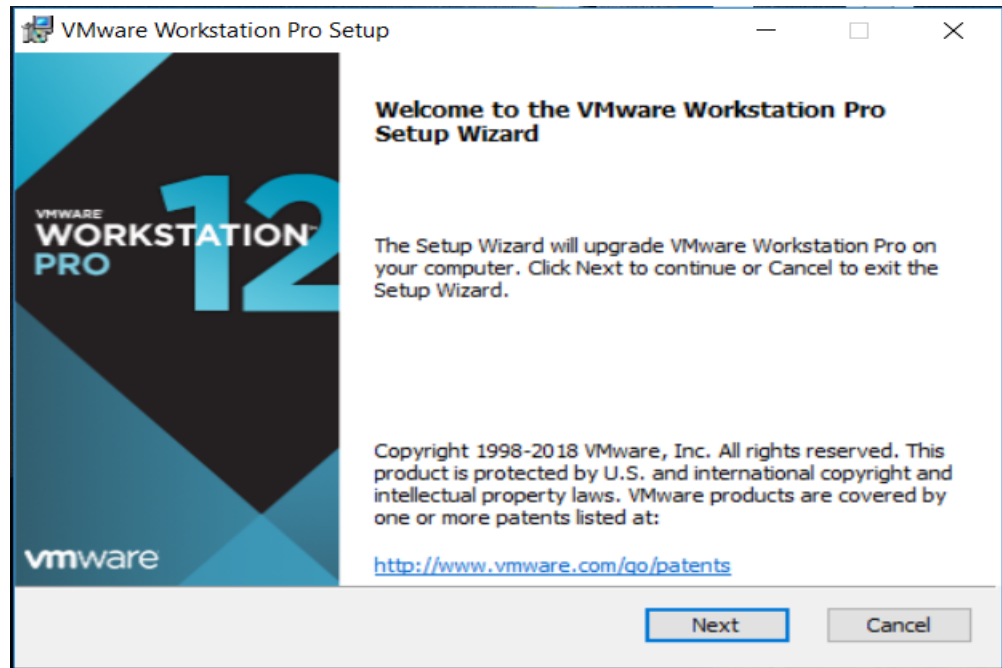 VMware Workstation Pro Setup
Welcome to the VMware Workstation Pro
Setup Wizard
VMWARE
WORKSTATION™
PRO
12
The Setup Wizard will upgrade VMware Workstation Pro on
your computer. Click Next to continue or Cancel to exit the
Setup Wizard.
Copyright 1998-2018 VMware, Inc. All rights reserved. This
product is protected by U.S. and international copyright and
intellectual property laws. VMware products are covered by
one or more patents listed at:
http://www.vmware.com/go/patents
vmware
Next
Cancel